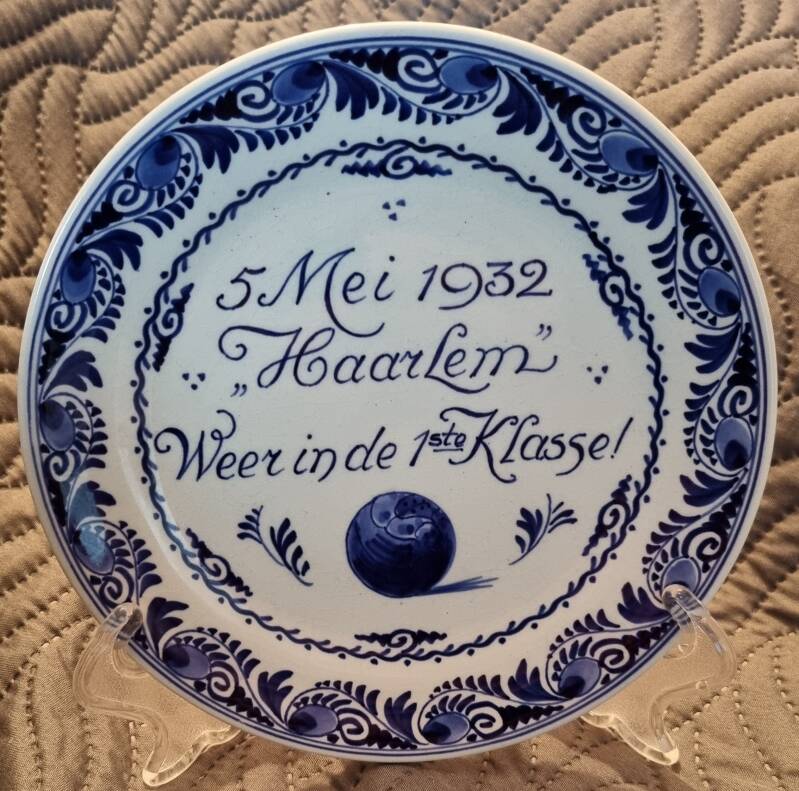 5 Mei 1932
„Haarlem”
Weer in de 1ste Klasse!